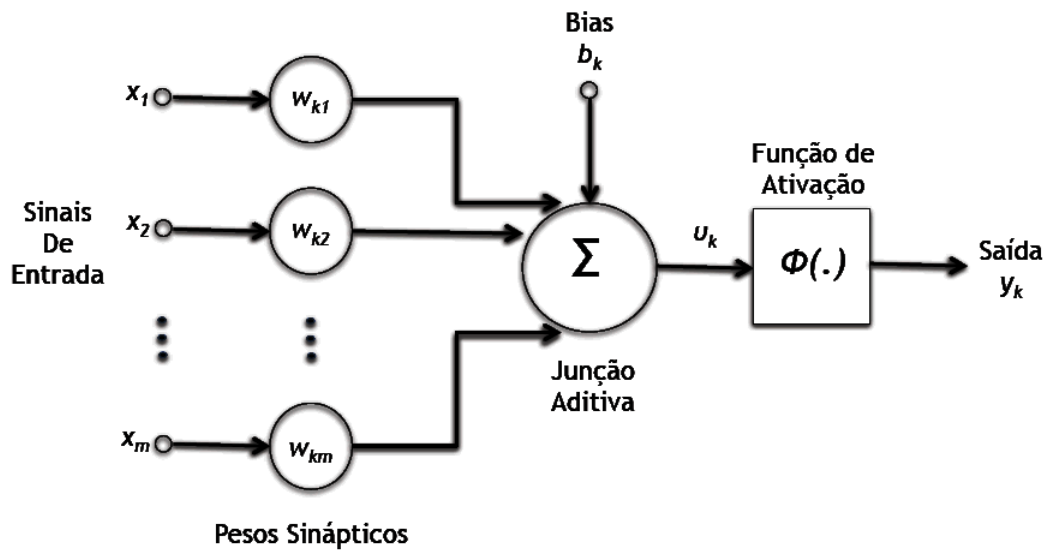 Bias
b_k
x_1
w_k1
Função de
Ativação
Sinais
De
Entrada
x_2
w_k2
Σ
υ_k
Φ(.)
Saída
y_k
Junção
Aditiva
x_m
w_km
Pesos Sinápticos